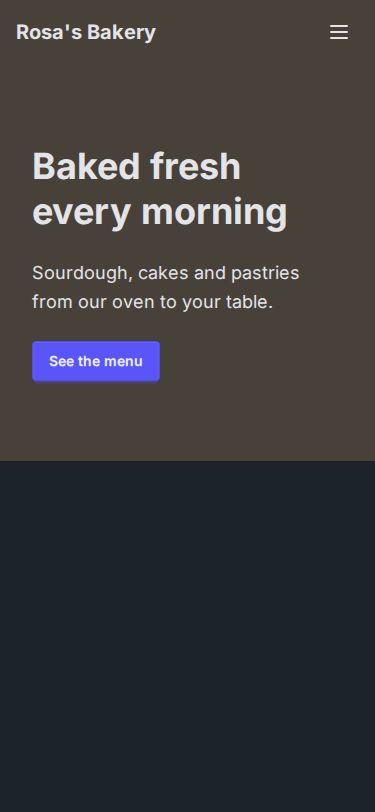 Rosa's Bakery
Baked fresh
every morning
Sourdough, cakes and pastries
from our oven to your table.
See the menu